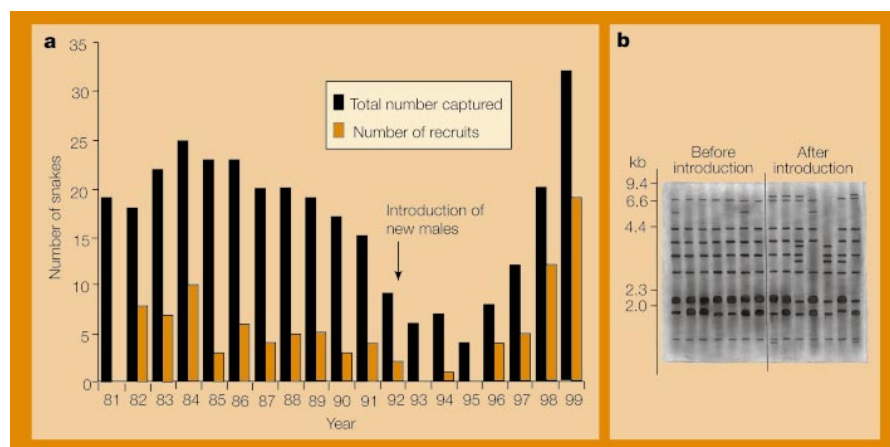 a
35
30
25
20
15
10
5
0
Number of snakes
Total number captured
Number of recruits
Introduction of
new males
81 82 83 84 85 86 87 88 89 90 91 92 93 94 95 96 97 98 99
Year
b
Before introduction
After introduction
kb
9.4
6.6
4.4
2.3
2.0